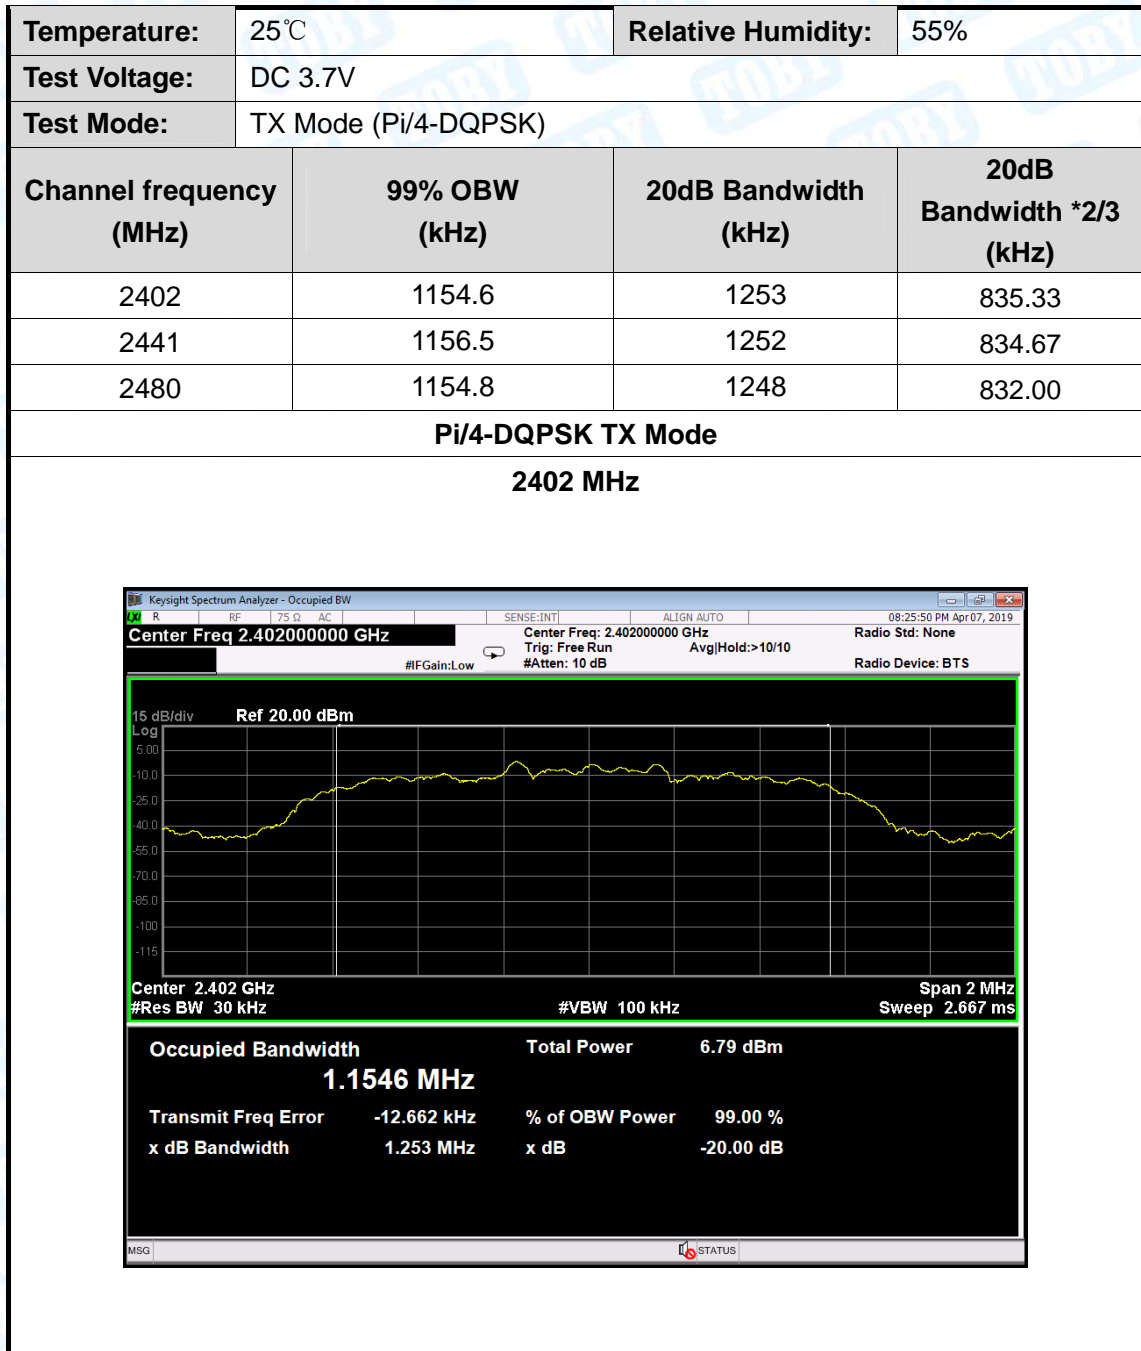 Temperature: 25℃ Relative Humidity: 55%
Test Voltage: DC 3.7V
Test Mode: TX Mode (Pi/4-DQPSK)
Channel frequency (MHz) 99% OBW (kHz) 20dB Bandwidth (kHz) 20dB Bandwidth *2/3 (kHz)
2402 1154.6 1253 835.33
2441 1156.5 1252 834.67
2480 1154.8 1248 832.00
Pi/4-DQPSK TX Mode
2402 MHz
Keysight Spectrum Analyzer - Occupied BW
LXI R RF 75 Ω AC SENSE:INT ALIGN AUTO 08:25:50 PM Apr 07, 2019
Center Freq 2.402000000 GHz Center Freq: 2.402000000 GHz Radio Std: None
Trig: Free Run Avg|Hold:>10/10
#IFGain:Low #Atten: 10 dB Radio Device: BTS
15 dB/div Ref 20.00 dBm
Log
5.00
-10.0
-25.0
-40.0
-55.0
-70.0
-85.0
-100
-115
Center 2.402 GHz Span 2 MHz
#Res BW 30 kHz #VBW 100 kHz Sweep 2.667 ms
Occupied Bandwidth Total Power 6.79 dBm
1.1546 MHz
Transmit Freq Error -12.662 kHz % of OBW Power 99.00 %
x dB Bandwidth 1.253 MHz x dB -20.00 dB
MSG STATUS
TOBY